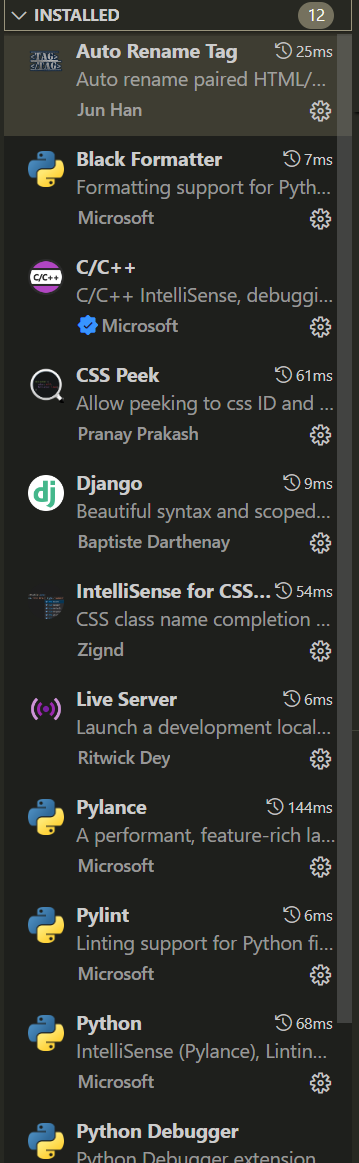 INSTALLED 12
Auto Rename Tag 25ms
Auto rename paired HTML/...
Jun Han
Black Formatter 7ms
Formatting support for Pyth...
Microsoft
C/C++ 
C/C++
C/C++ IntelliSense, debuggi...
Microsoft
CSS Peek 61ms
Allow peeking to css ID and ...
Pranay Prakash
dj
Django 9ms
Beautiful syntax and scoped...
Baptiste Darthenay
IntelliSense for CSS... 54ms
CSS class name completion ...
Zignd
Live Server 6ms
Launch a development local...
Ritwick Dey
Pylance 144ms
A performant, feature-rich la...
Microsoft
Pylint 6ms
Linting support for Python fi...
Microsoft
Python 68ms
IntelliSense (Pylance), Lintin...
Microsoft
Python Debugger
Python Debugger extension